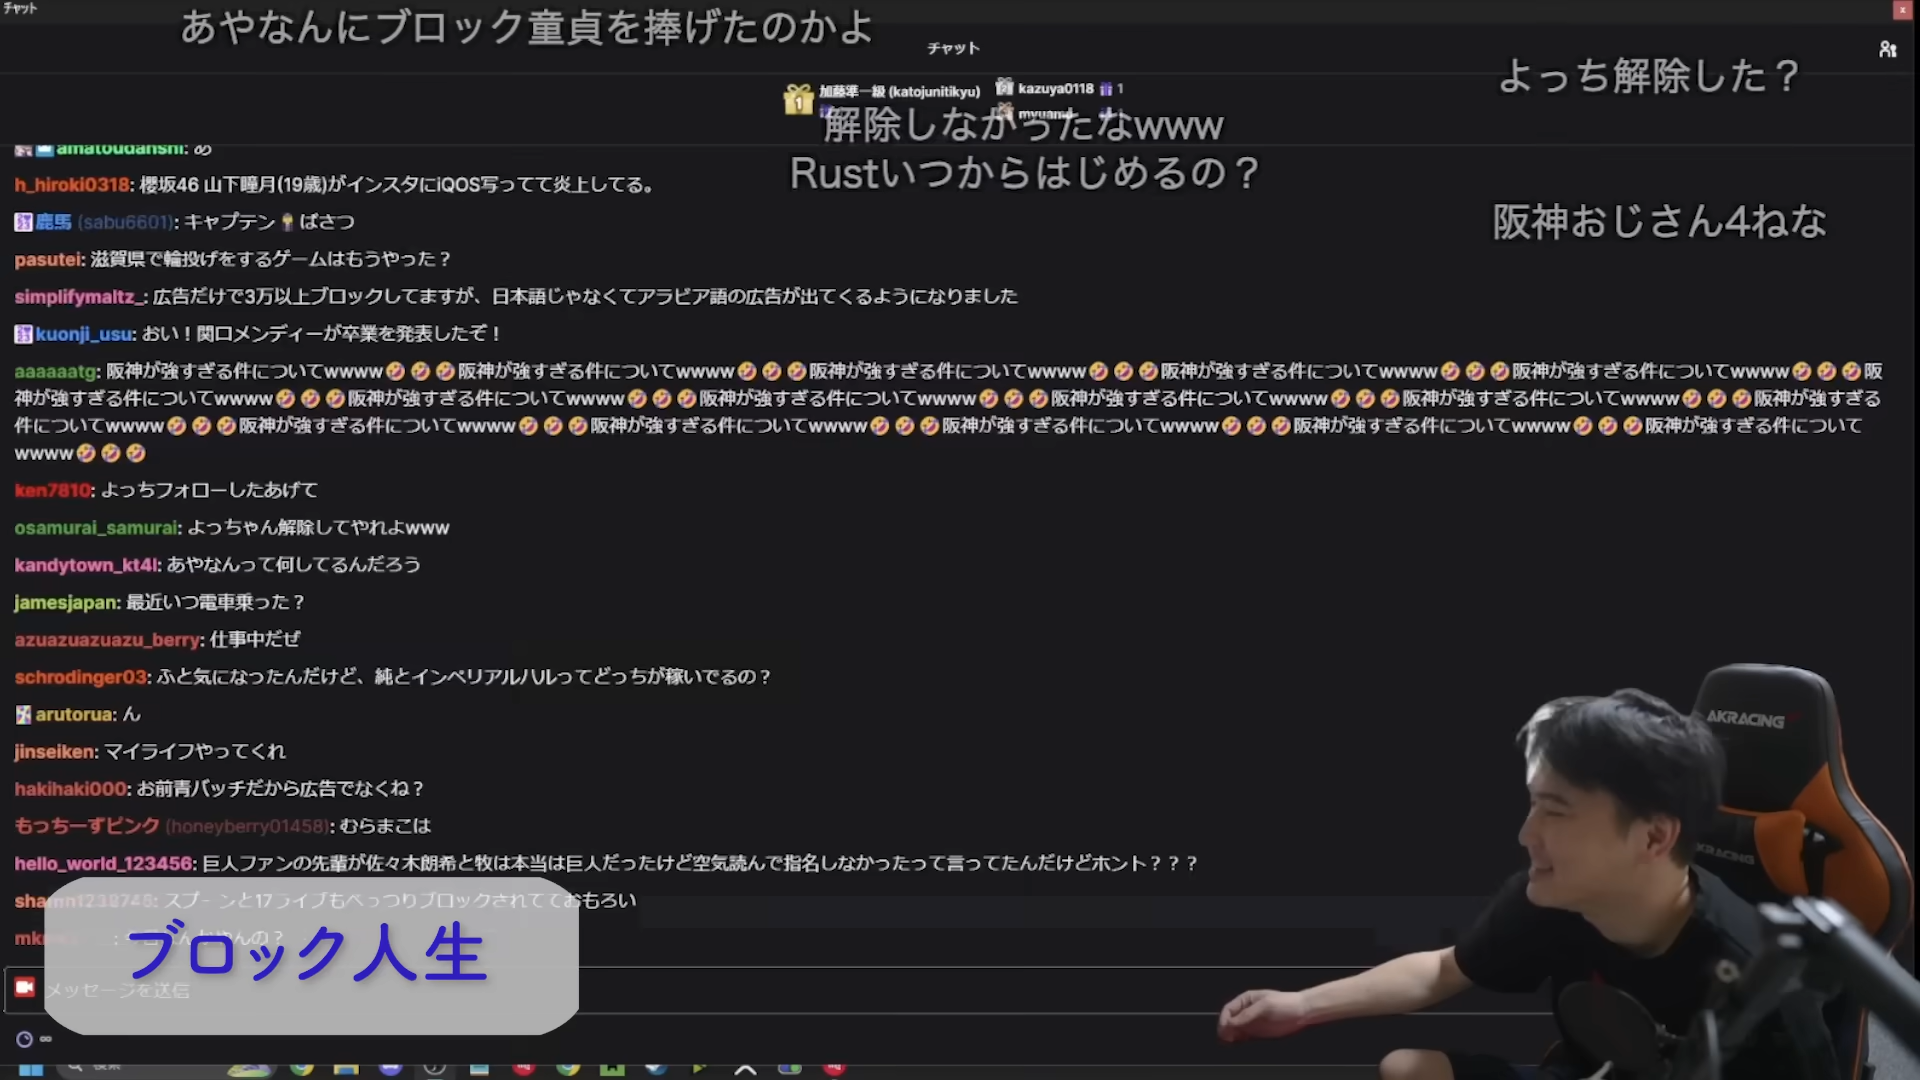 チャット
あやなんにブロック童貞を捧げたのかよ
チャット
よっち解除した？
加藤準一級 (katojunitikyu)
kazuya0118 1
解除しなかったなwww
Rustいつからはじめるの？
阪神おじさん4ねな
amatoudanshi: あ
h_hiroki0318: 櫻坂46 山下瞳月(19歳)がインスタにiQOS写ってて炎上してる。
鹿馬 (sabu6601): キャプテン ばさつ
pasutei: 滋賀県で輪投げをするゲームはもうやった？
simplifymaltz_: 広告だけで3万以上ブロックしてますが、日本語じゃなくてアラビア語の広告が出てくるようになりました
kuonji_usu: おい！関口メンディーが卒業を発表したぞ！
aaaaaatg: 阪神が強すぎる件についてwwww🤣🤣🤣阪神が強すぎる件についてwwww🤣🤣🤣阪神が強すぎる件についてwwww🤣🤣🤣阪神が強すぎる件についてwwww🤣🤣🤣阪神が強すぎる件についてwwww🤣🤣🤣阪
神が強すぎる件についてwwww🤣🤣🤣阪神が強すぎる件についてwwww🤣🤣🤣阪神が強すぎる件についてwwww🤣🤣🤣阪神が強すぎる件についてwwww🤣🤣🤣阪神が強すぎる件についてwwww🤣🤣🤣阪神が強すぎる
件についてwwww🤣🤣🤣阪神が強すぎる件についてwwww🤣🤣🤣阪神が強すぎる件についてwwww🤣🤣🤣阪神が強すぎる件についてwwww🤣🤣🤣阪神が強すぎる件についてwwww🤣🤣🤣阪神が強すぎる件について
wwww🤣🤣🤣
ken7810: よっちフォローしたあげて
osamurai_samurai: よっちゃん解除してやれよwww
kandytown_kt4l: あやなんって何してるんだろう
jamesjapan: 最近いつ電車乗った？
azuazuazuazu_berry: 仕事中だぜ
schrodinger03: ふと気になったんだけど、純とインペリアルハルってどっちが稼いでるの？
arutorua: ん
jinseiken: マイライフやってくれ
hakihaki000: お前青バッチだから広告でなくね？
もっちーずピンク (honeyberry01458): むらまこは
hello_world_123456: 巨人ファンの先輩が佐々木朗希と牧は本当は巨人だったけど空気読んで指名しなかったって言ってたんだけどホント？？？
スプーンと17ライブもべっつりブロックされてておもろい
ブロック人生
メッセージを送信
検索
AKRACING
AKRACING